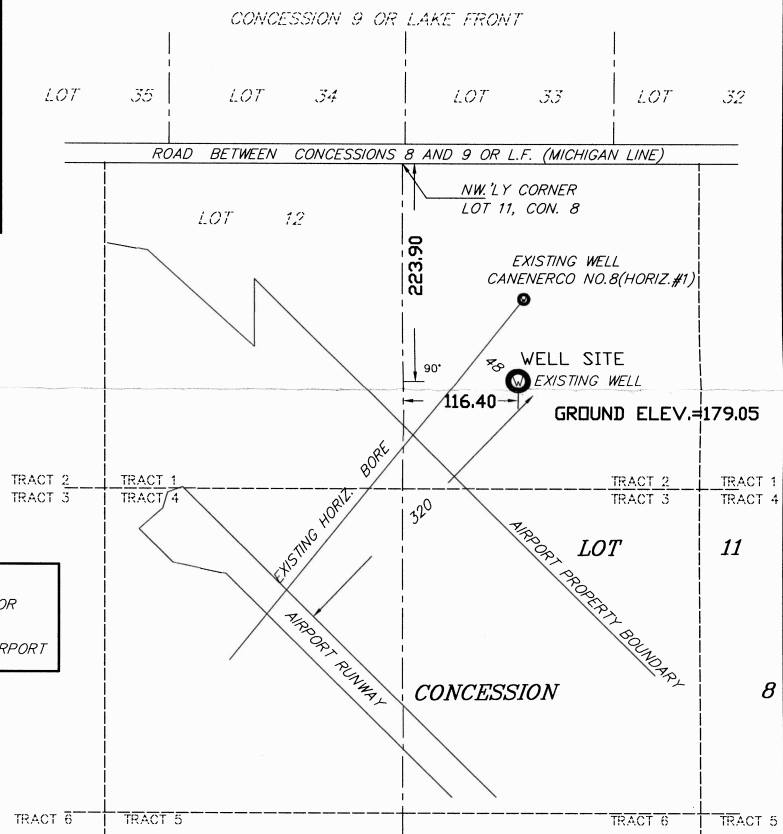 CONCESSION 9 OR LAKE FRONT
LOT 35 LOT 34 LOT 33 LOT 32
ROAD BETWEEN CONCESSIONS 8 AND 9 OR L.F. (MICHIGAN LINE)
NW.'LY CORNER
LOT 11, CON. 8
LOT 12
223.90
EXISTING WELL
CANENERCO NO.8(HORIZ.#1)
90°
48
WELL SITE
W EXISTING WELL
116.40
GROUND ELEV.=179.05
EXISTING HORIZ. BORE
TRACT 2 TRACT 1 TRACT 2 TRACT 1
TRACT 3 TRACT 4 TRACT 3 TRACT 4
320
AIRPORT PROPERTY BOUNDARY
LOT 11
OR
RPORT
AIRPORT RUNWAY
CONCESSION 8
TRACT 6 TRACT 5 TRACT 6 TRACT 5